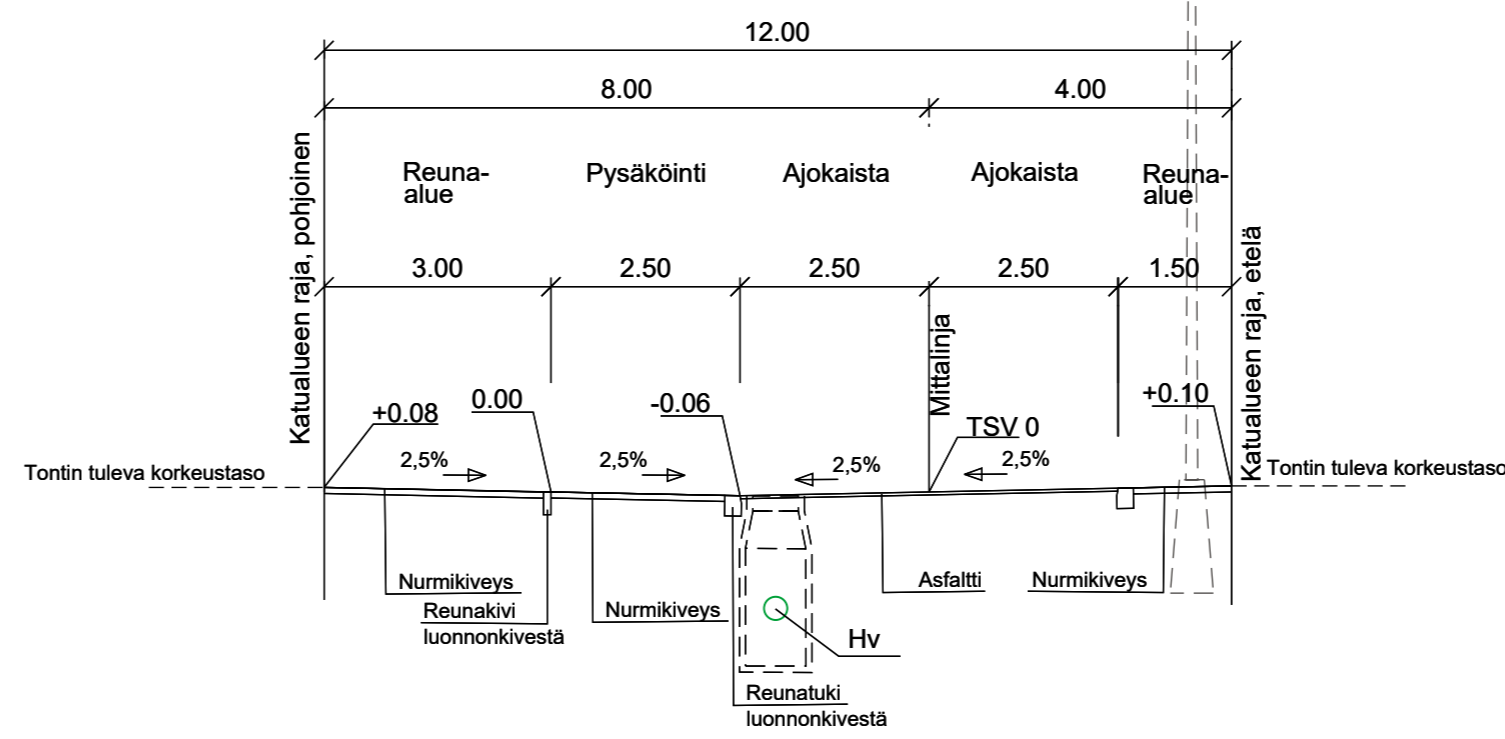 12.00
8.00
4.00
Katualueen raja, pohjoinen
Reuna-
alue
Pysäköinti
Ajokaista
Ajokaista
Reuna-
alue
Katualueen raja, etelä
3.00
2.50
2.50
2.50
1.50
Mittalinja
+0.08
0.00
-0.06
TSV 0
+0.10
2,5%
2,5%
2,5%
2,5%
Tontin tuleva korkeustaso
Tontin tuleva korkeustaso
Nurmikiveys
Reunakivi
luonnonkivestä
Nurmikiveys
Asfaltti
Nurmikiveys
Hv
Reunatuki
luonnonkivestä